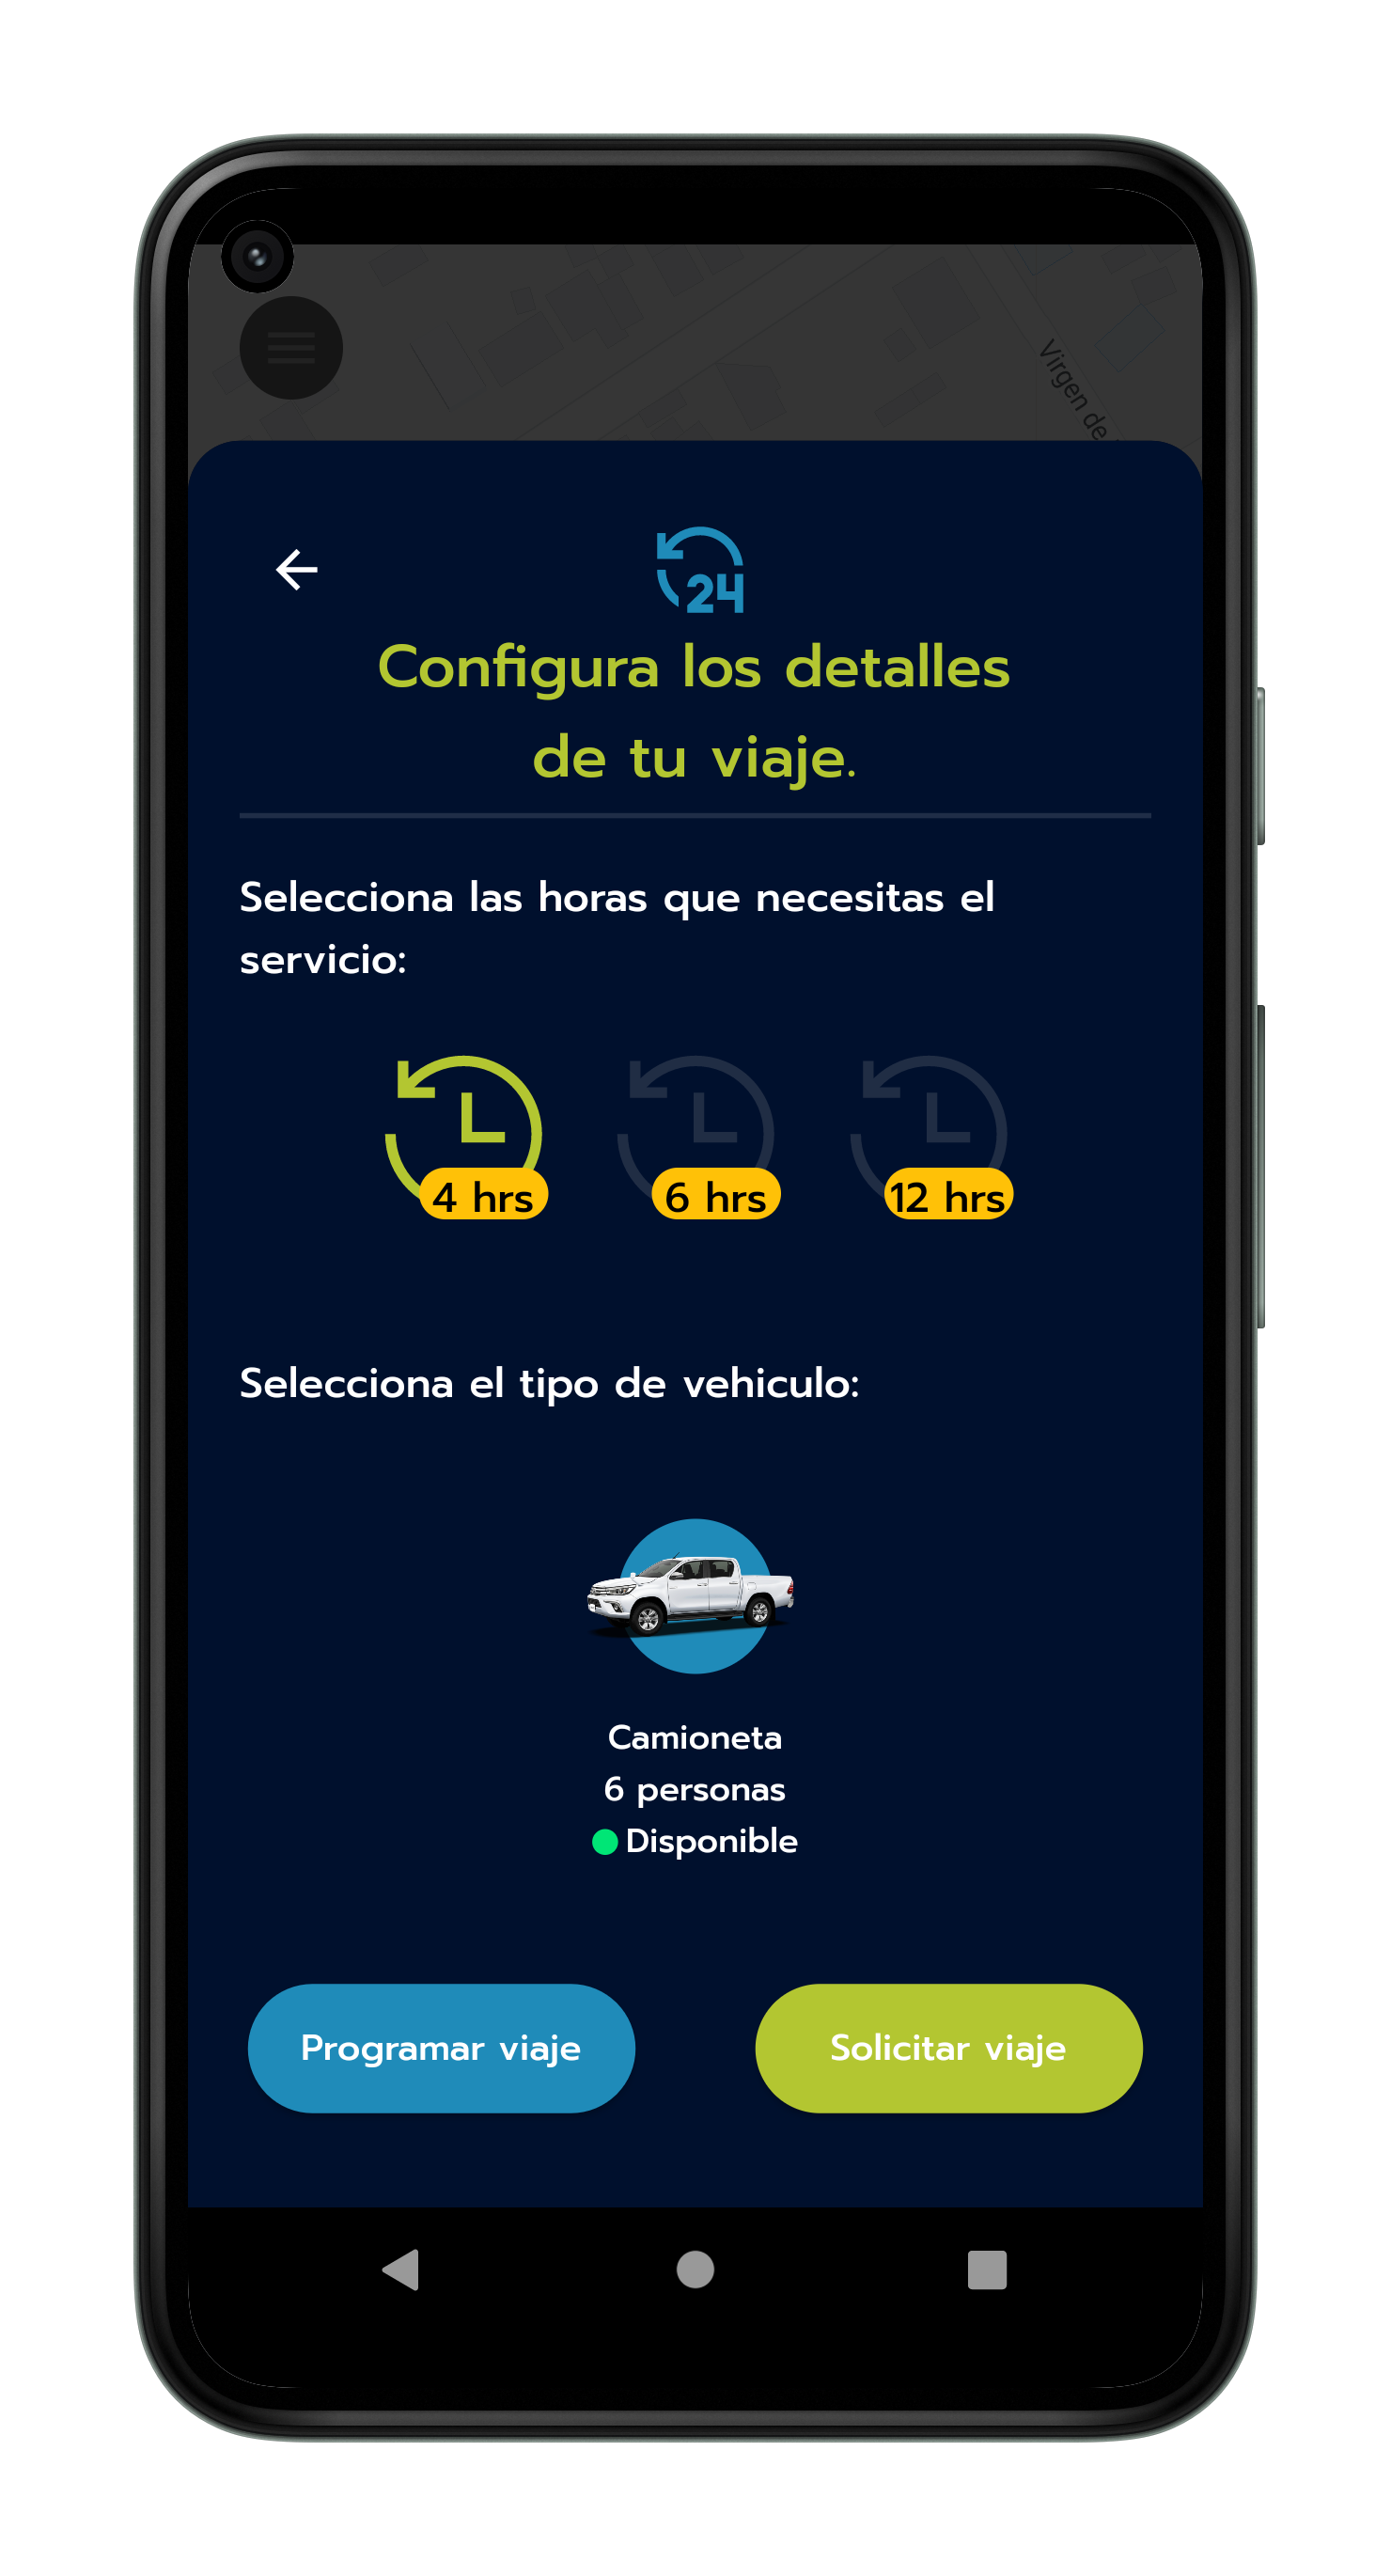 Virgen de
24
Configura los detalles
de tu viaje.
Selecciona las horas que necesitas el
servicio:
4 hrs
6 hrs
12 hrs
Selecciona el tipo de vehiculo:
Camioneta
6 personas
Disponible
Programar viaje
Solicitar viaje